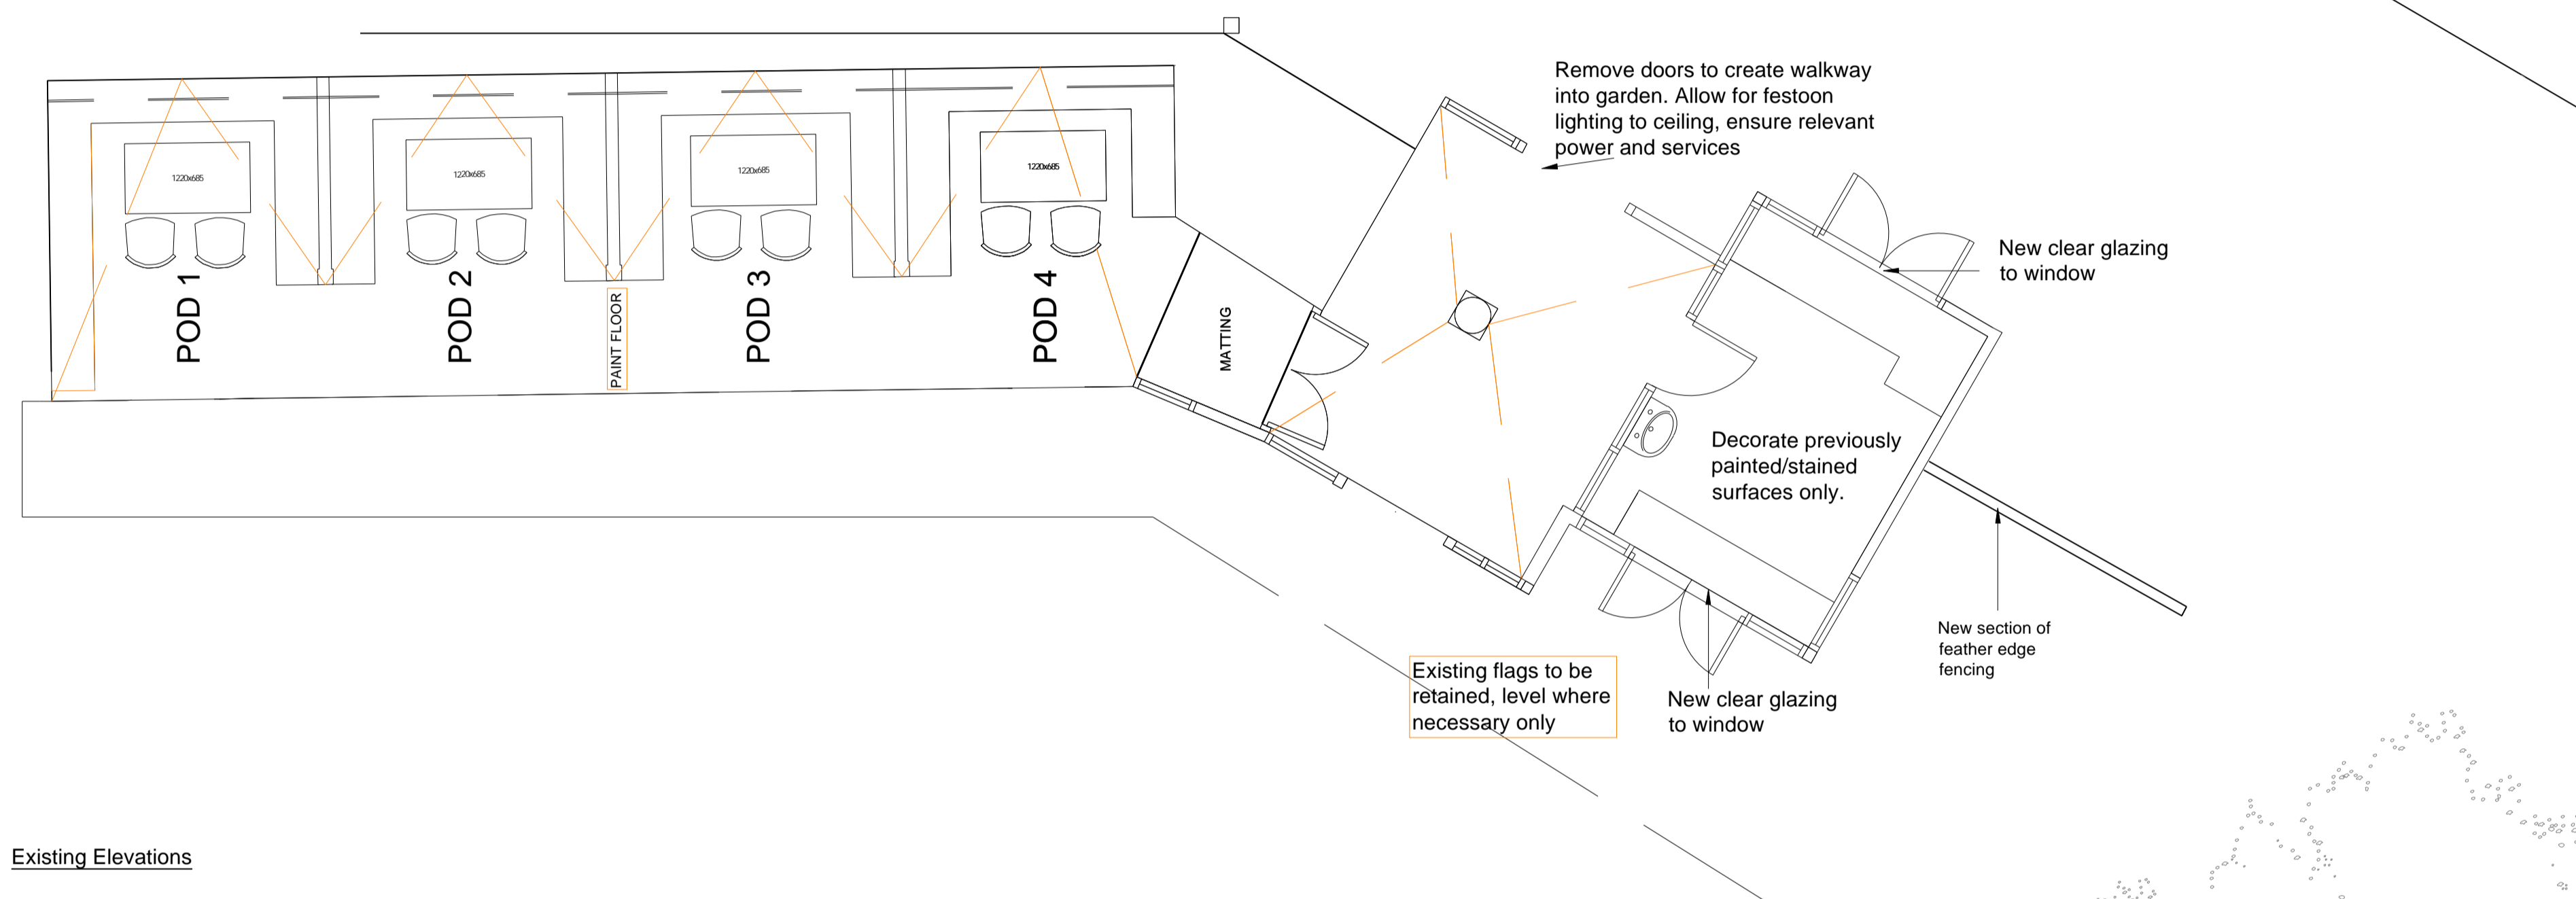 Remove doors to create walkway
into garden. Allow for festoon
lighting to ceiling, ensure relevant
power and services
1220x685
1220x685
1220x685
1220x685
POD 1
POD 2
PAINT FLOOR
POD 3
POD 4
MATTING
New clear glazing
to window
Decorate previously
painted/stained
surfaces only.
New section of
feather edge
fencing
Existing flags to be
retained, level where
necessary only
New clear glazing
to window
Existing Elevations